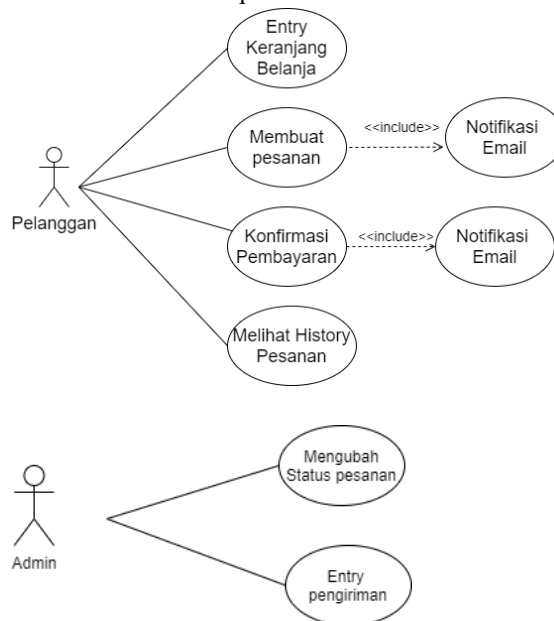 Entry
Keranjang
Belanja
Membuat
pesanan
<<include>>
Notifikasi
Email
Pelanggan
Konfirmasi
Pembayaran
<<include>>
Notifikasi
Email
Melihat History
Pesanan
Mengubah
Status pesanan
Admin
Entry
pengiriman